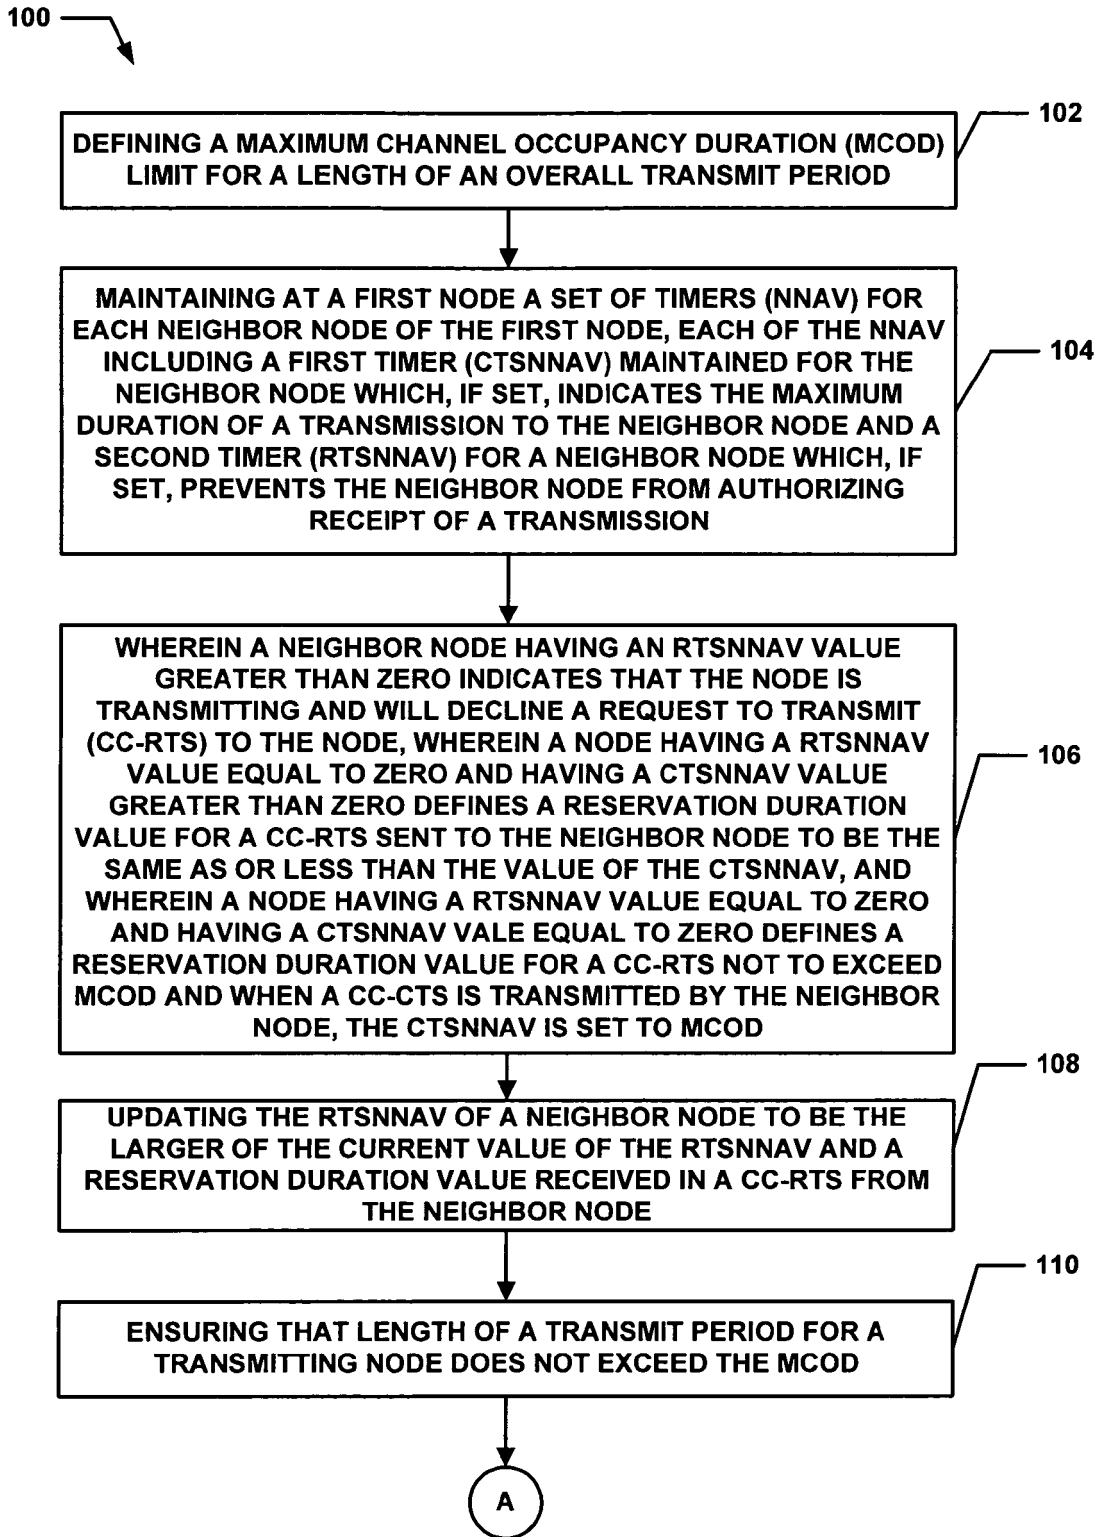 100
102
DEFINING A MAXIMUM CHANNEL OCCUPANCY DURATION (MCOD)
LIMIT FOR A LENGTH OF AN OVERALL TRANSMIT PERIOD
MAINTAINING AT A FIRST NODE A SET OF TIMERS (NNAV) FOR
EACH NEIGHBOR NODE OF THE FIRST NODE, EACH OF THE NNAV
INCLUDING A FIRST TIMER (CTSNNAV) MAINTAINED FOR THE
NEIGHBOR NODE WHICH, IF SET, INDICATES THE MAXIMUM
DURATION OF A TRANSMISSION TO THE NEIGHBOR NODE AND A
SECOND TIMER (RTSNNAV) FOR A NEIGHBOR NODE WHICH, IF
SET, PREVENTS THE NEIGHBOR NODE FROM AUTHORIZING
RECEIPT OF A TRANSMISSION
104
WHEREIN A NEIGHBOR NODE HAVING AN RTSNNAV VALUE
GREATER THAN ZERO INDICATES THAT THE NODE IS
TRANSMITTING AND WILL DECLINE A REQUEST TO TRANSMIT
(CC-RTS) TO THE NODE, WHEREIN A NODE HAVING A RTSNNAV
VALUE EQUAL TO ZERO AND HAVING A CTSNNAV VALUE
GREATER THAN ZERO DEFINES A RESERVATION DURATION
VALUE FOR A CC-RTS SENT TO THE NEIGHBOR NODE TO BE THE
SAME AS OR LESS THAN THE VALUE OF THE CTSNNAV, AND
WHEREIN A NODE HAVING A RTSNNAV VALUE EQUAL TO ZERO
AND HAVING A CTSNNAV VALE EQUAL TO ZERO DEFINES A
RESERVATION DURATION VALUE FOR A CC-RTS NOT TO EXCEED
MCOD AND WHEN A CC-CTS IS TRANSMITTED BY THE NEIGHBOR
NODE, THE CTSNNAV IS SET TO MCOD
106
108
UPDATING THE RTSNNAV OF A NEIGHBOR NODE TO BE THE
LARGER OF THE CURRENT VALUE OF THE RTSNNAV AND A
RESERVATION DURATION VALUE RECEIVED IN A CC-RTS FROM
THE NEIGHBOR NODE
110
ENSURING THAT LENGTH OF A TRANSMIT PERIOD FOR A
TRANSMITTING NODE DOES NOT EXCEED THE MCOD
A